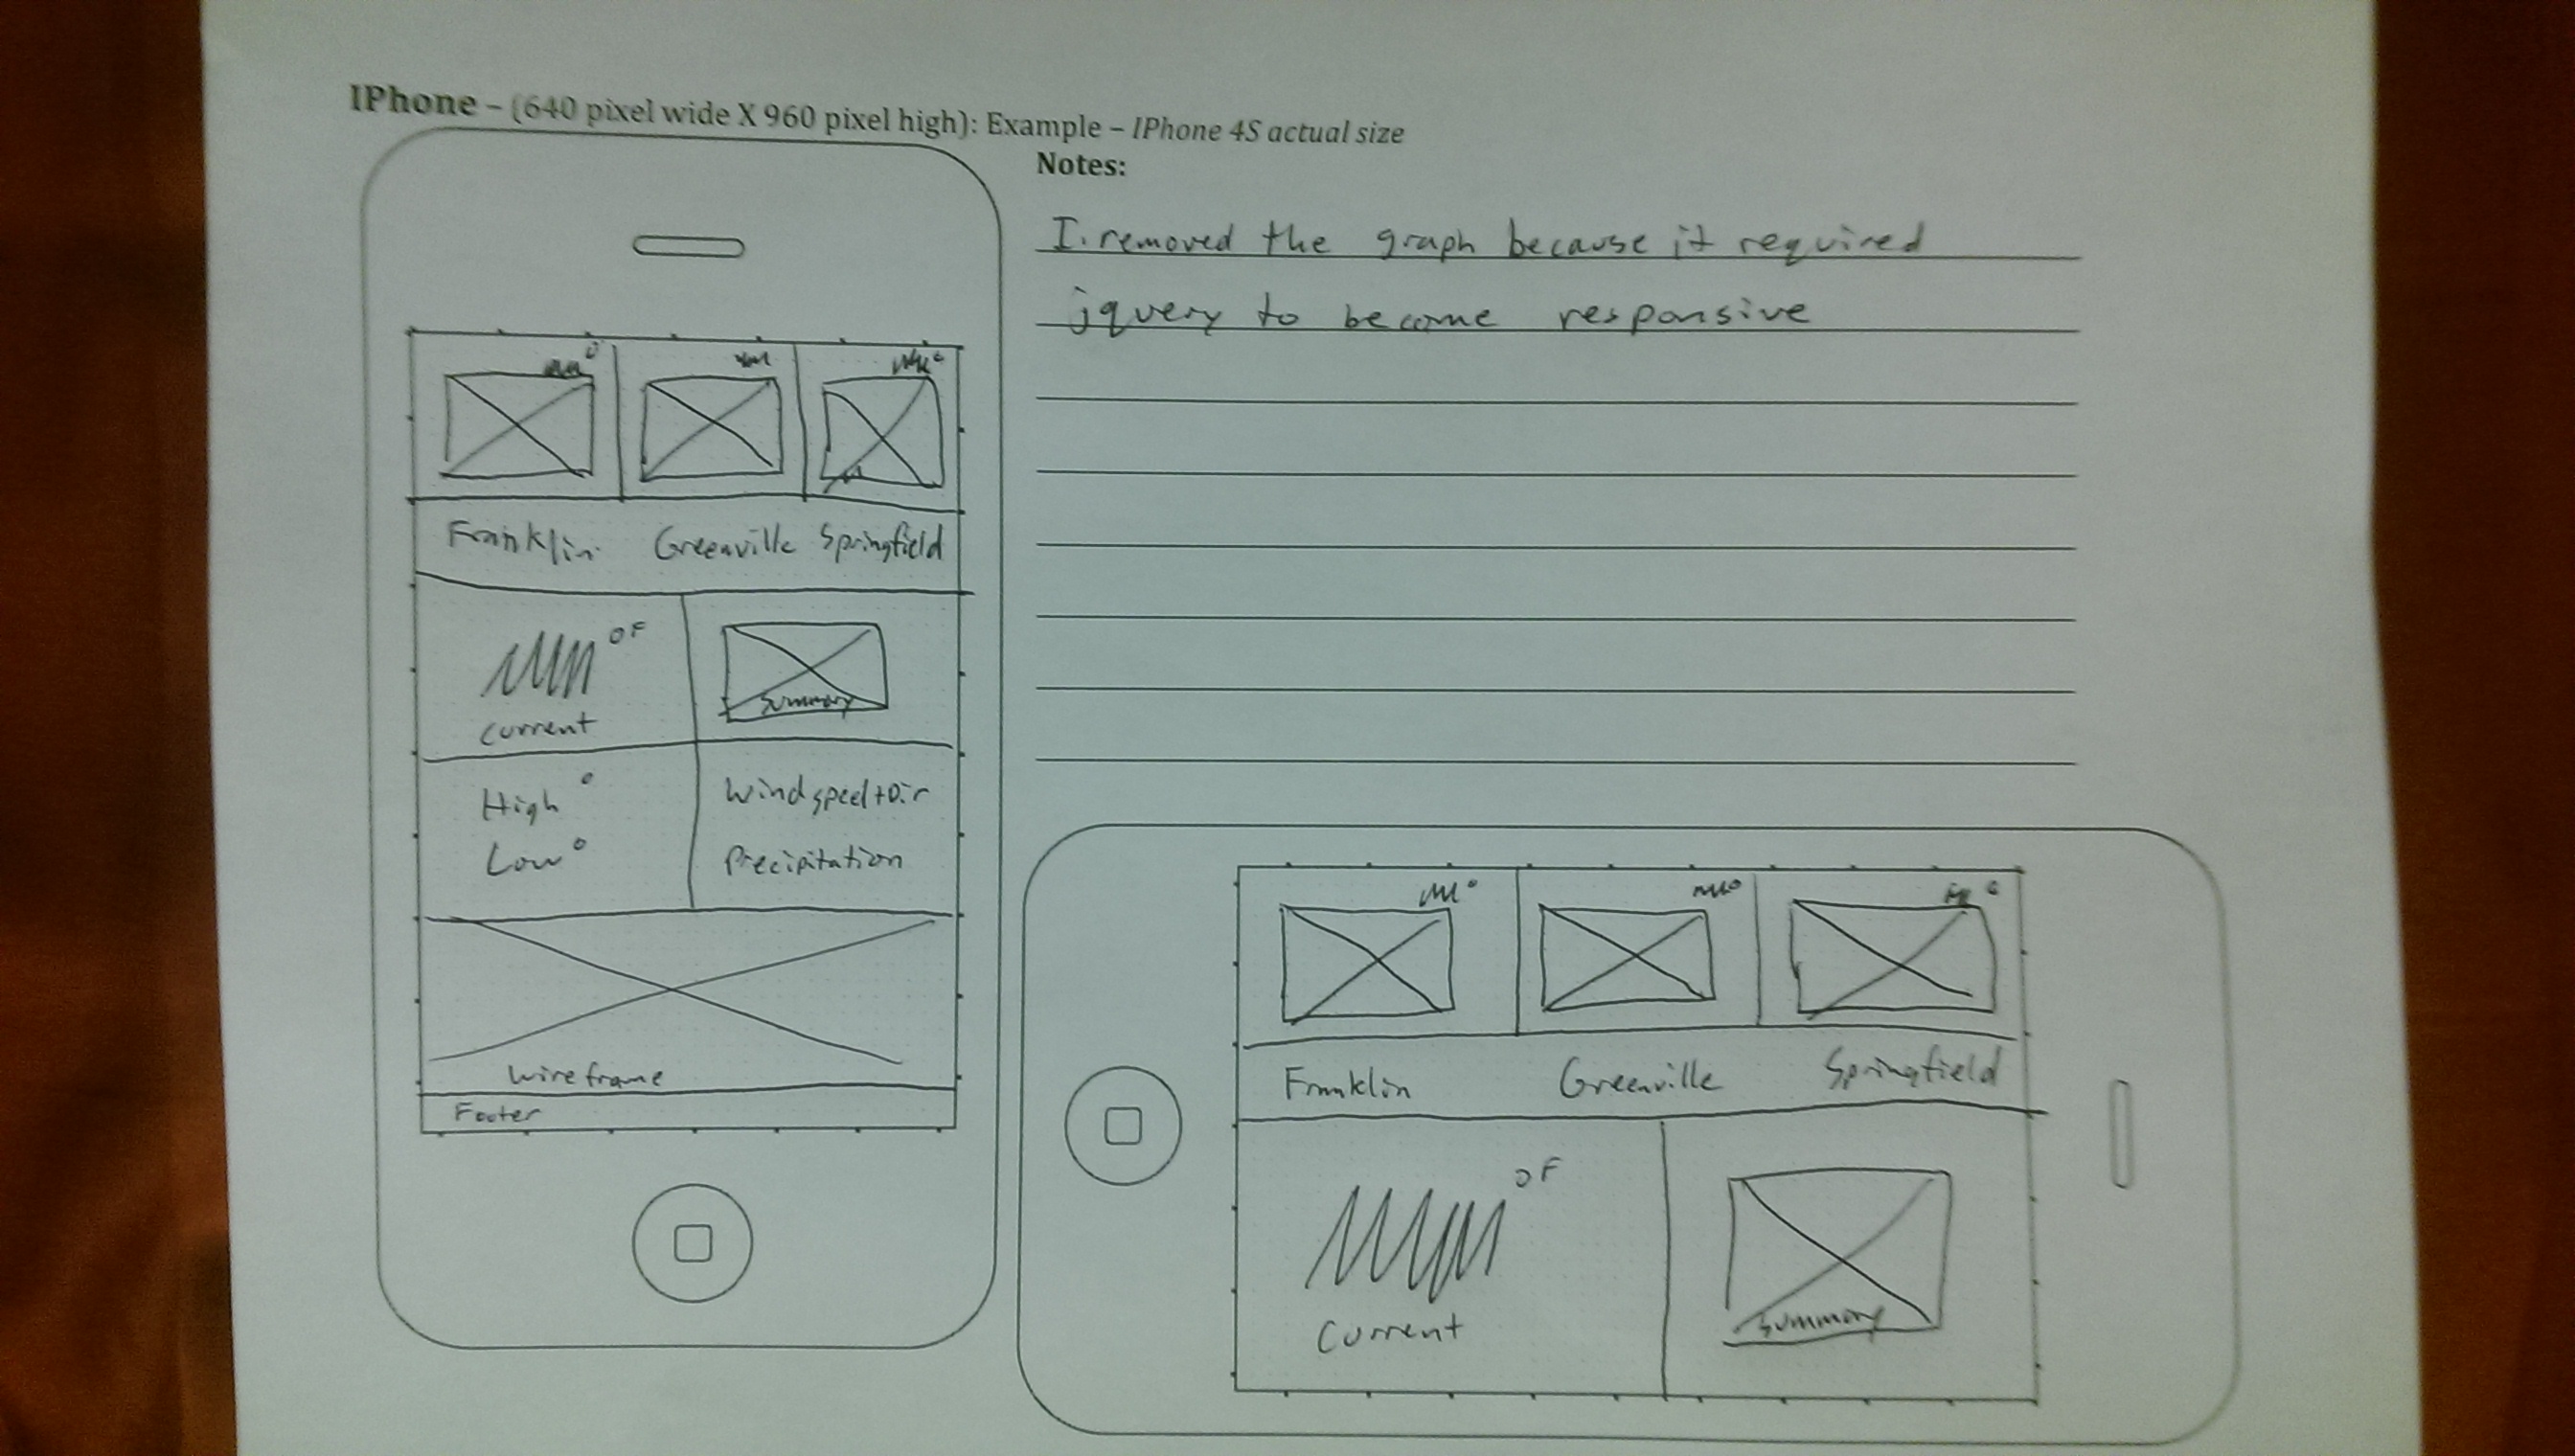 IPhone – (640 pixel wide X 960 pixel high): Example – IPhone 4S actual size
Notes:
I removed the graph because it required
jquery to become responsive
Franklin Greenville Springfield
°F
Summary
Current
High ° Wind speed + Dir
Low ° Precipitation
Wireframe
Footer
Franklin Greenville Springfield
°F
Current
Summary